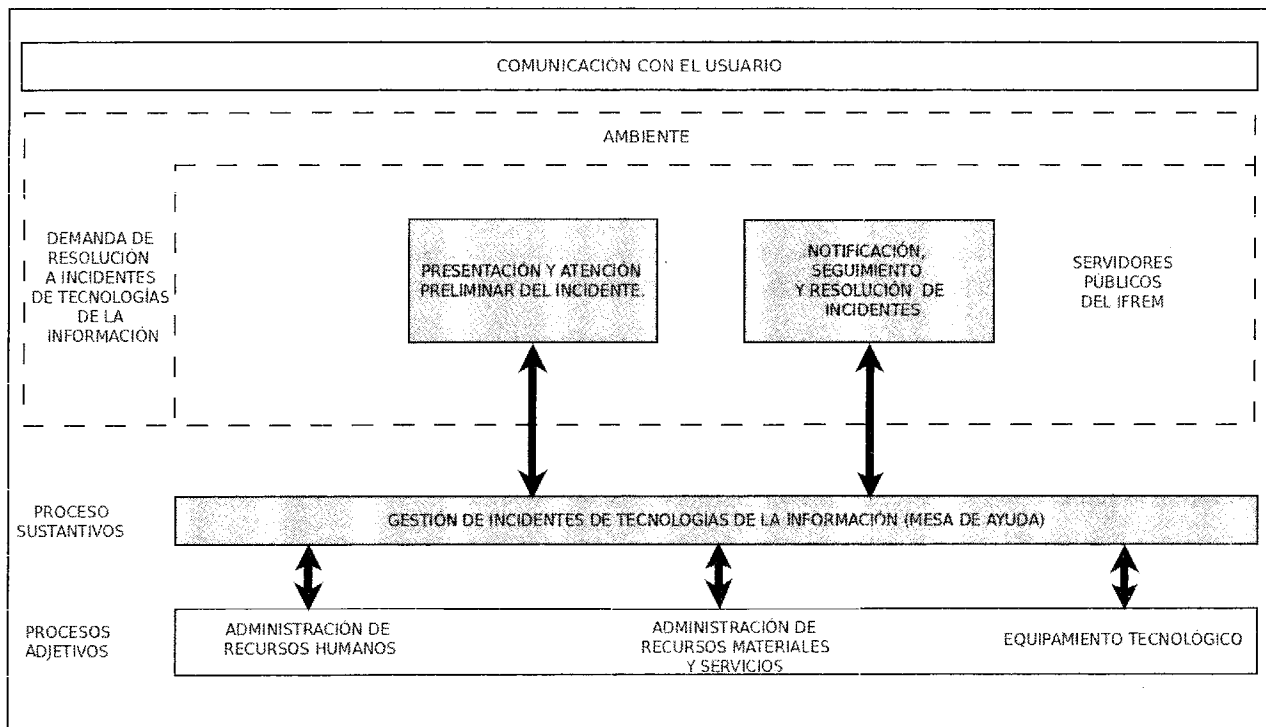 COMUNICACIÓN CON EL USUARIO
AMBIENTE
DEMANDA DE
RESOLUCIÓN
A INCIDENTES
DE TECNOLOGÍAS
DE LA
INFORMACIÓN
PRESENTACIÓN Y ATENCIÓN
PRELIMINAR DEL INCIDENTE.
NOTIFICACIÓN,
SEGUIMIENTO
Y RESOLUCIÓN DE
INCIDENTES
SERVIDORES
PÚBLICOS
DEL IFREM
PROCESO
SUSTANTIVOS
GESTIÓN DE INCIDENTES DE TECNOLOGÍAS DE LA INFORMACIÓN (MESA DE AYUDA)
PROCESOS
ADJETIVOS
ADMINISTRACIÓN DE
RECURSOS HUMANOS
ADMINISTRACIÓN DE
RECURSOS MATERIALES
Y SERVICIOS
EQUIPAMIENTO TECNOLÓGICO